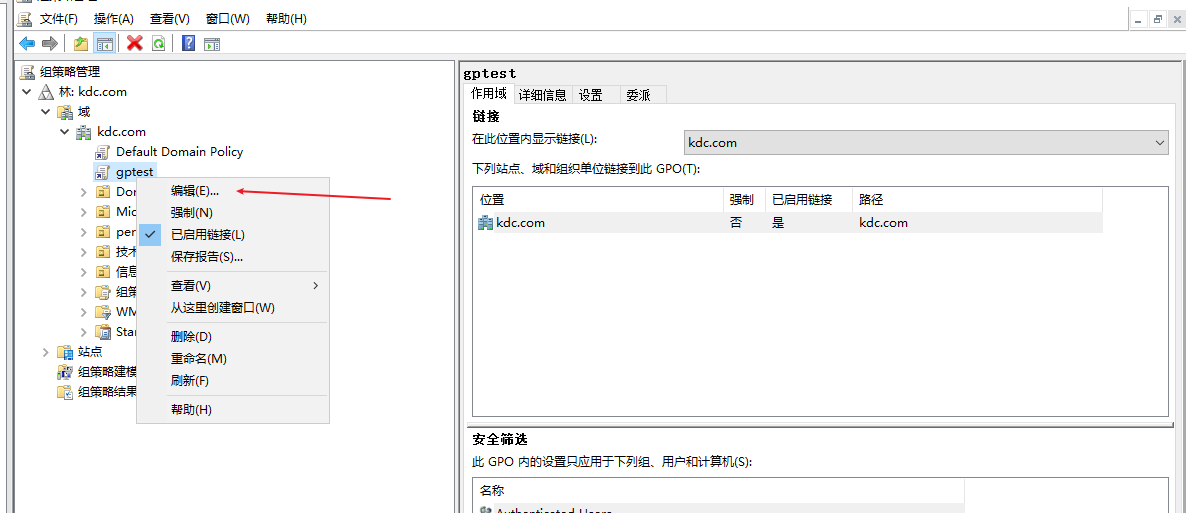 文件(F) 操作(A) 查看(V) 窗口(W) 帮助(H)
组策略管理
林: kdc.com
域
kdc.com
Default Domain Policy
gptest
Dor
Mic
per
技术
信息
组策
WM
Star
站点
组策略建模
组策略结果
编辑(E)...
强制(N)
已启用链接(L)
保存报告(S)...
查看(V)
从这里创建窗口(W)
删除(D)
重命名(M)
刷新(F)
帮助(H)
gptest
作用域 详细信息 设置 委派
链接
在此位置内显示链接(L): kdc.com
下列站点、域和组织单位链接到此 GPO(T):
位置 强制 已启用链接 路径
kdc.com 否 是 kdc.com
安全筛选
此 GPO 内的设置只应用于下列组、用户和计算机(S):
名称
Authenticated Users